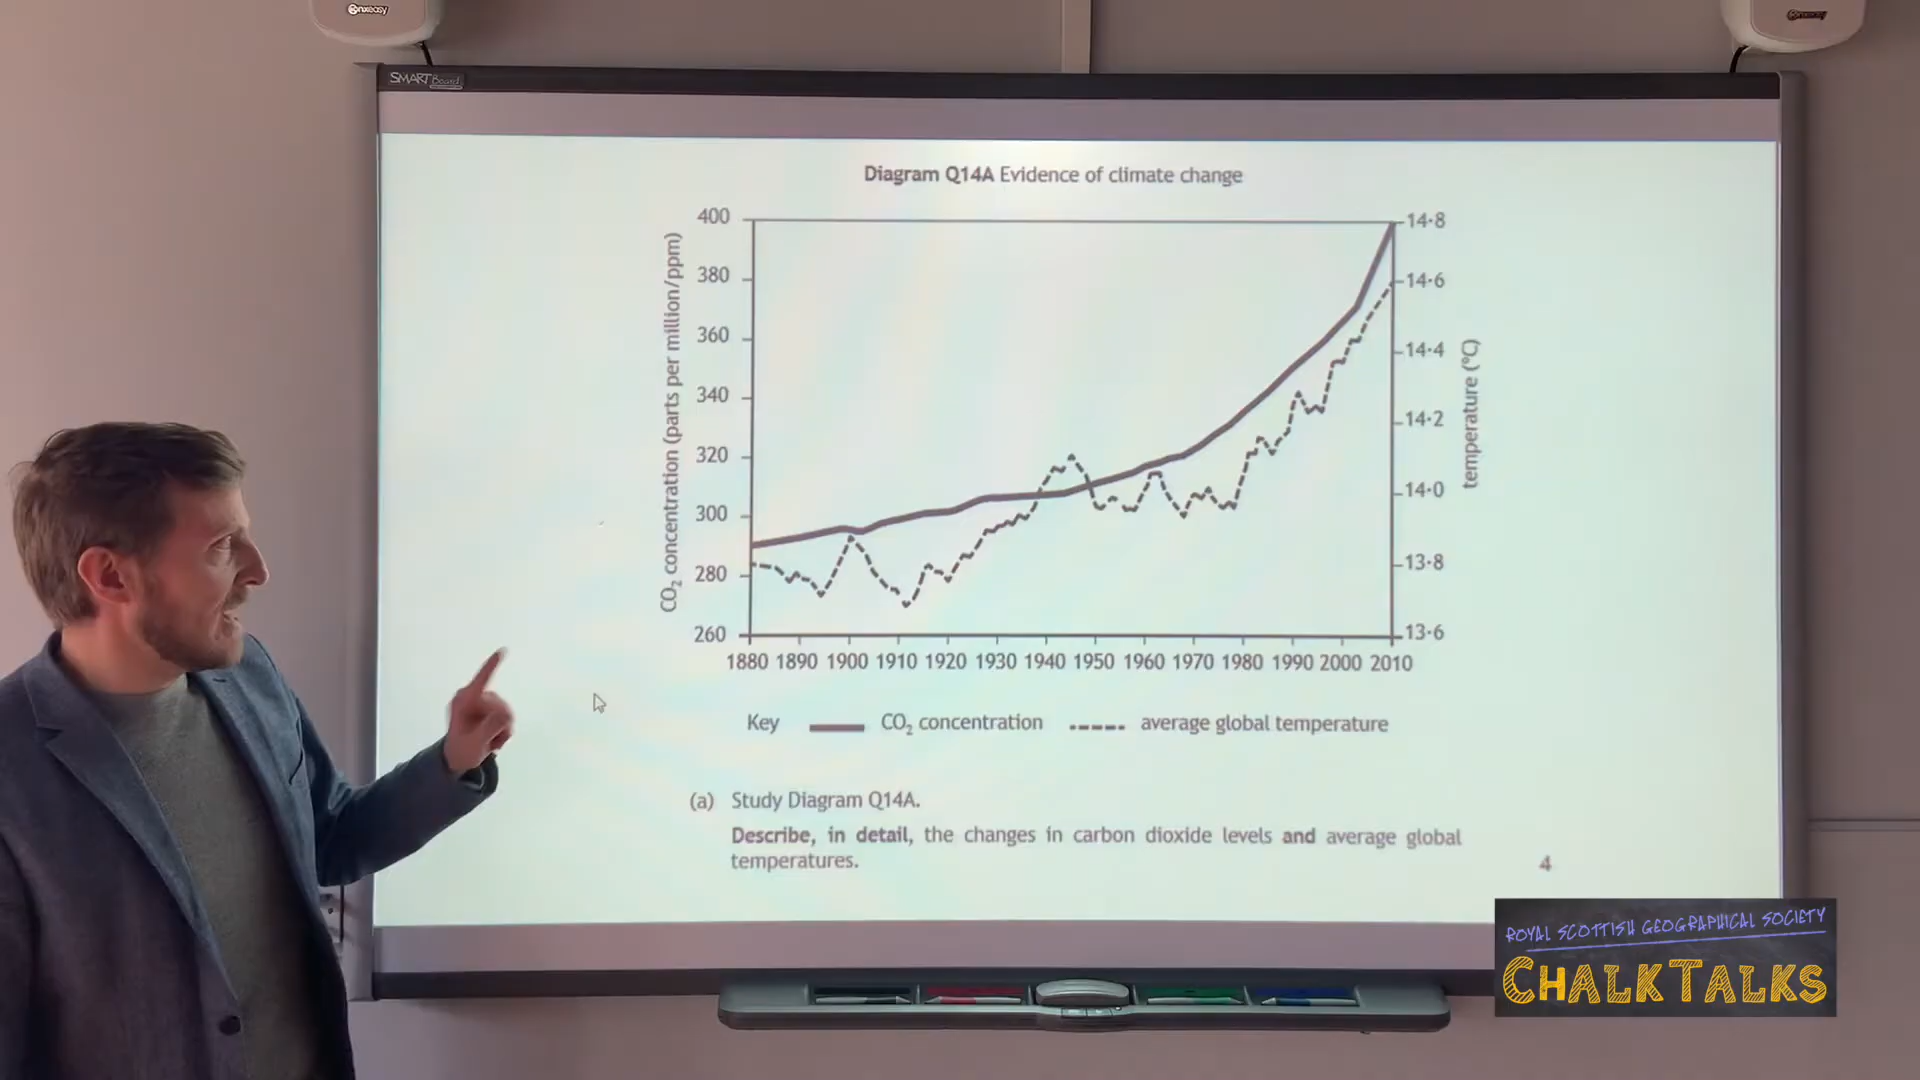 SMART Board
Diagram Q14A Evidence of climate change
400
380
360
340
320
300
280
260
CO₂ concentration (parts per million/ppm)
14·8
14·6
14·4
14·2
14·0
13·8
13·6
temperature (°C)
1880 1890 1900 1910 1920 1930 1940 1950 1960 1970 1980 1990 2000 2010
Key CO₂ concentration average global temperature
(a) Study Diagram Q14A.
Describe, in detail, the changes in carbon dioxide levels and average global
temperatures.
4
ROYAL SCOTTISH GEOGRAPHICAL SOCIETY
CHALKTALKS